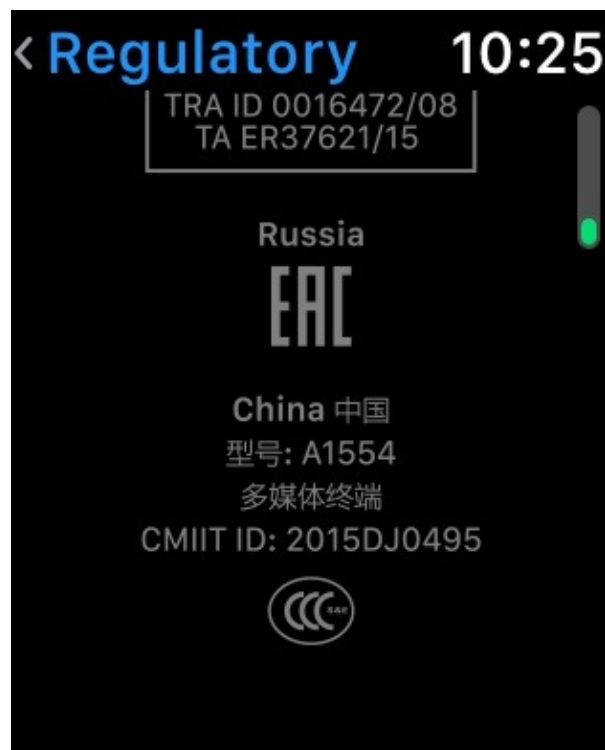 Regulatory 10:25
TRA ID 0016472/08
TA ER37621/15
Russia
EAC
China 中国
型号: A1554
多媒体终端
CMIIT ID: 2015DJ0495
CCC S&E